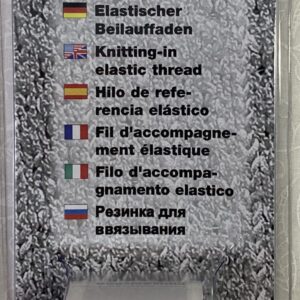 Elastischer
Beilauffaden
Knitting-in
elastic thread
Hilo de refe-
rencia elástico
Fil d'accompagne-
ment élastique
Filo d'accompa-
gnamento elastico
Резинка для
ввязывания